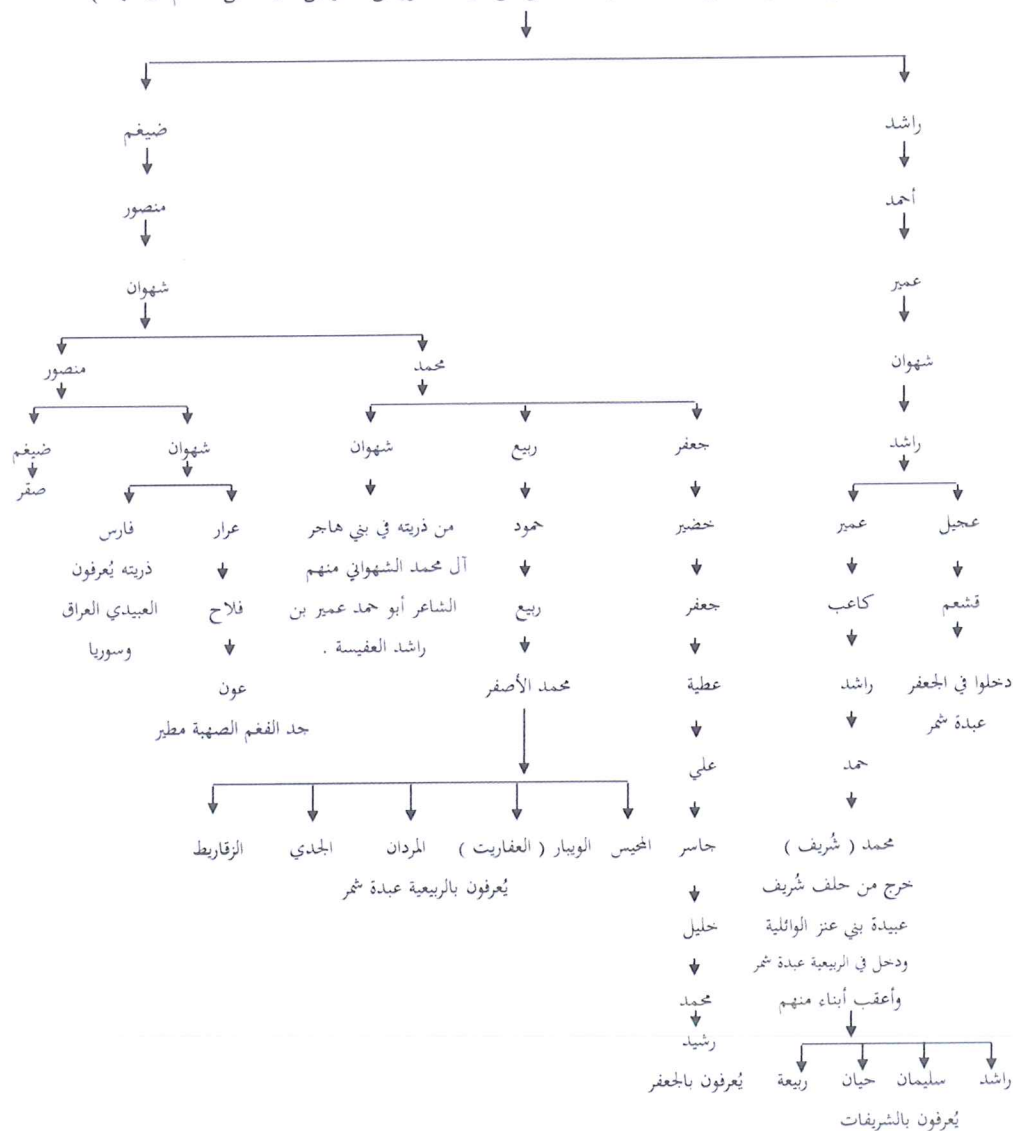 ضيغم
راشد
منصور
أحمد
شهوان
عمير
منصور
محمد
شهوان
ضيغم
شهوان
شهوان
ربيع
جعفر
راشد
صقر
فارس
عرار
من ذريته في بني هاجر
حمود
خضير
عمير
عجيل
ذريته يُعرفون
آل محمد الشهواني منهم
العبيدي العراق
فلاح
الشاعر أبو حمد عمير بن
ربيع
جعفر
كاعب
قشعم
وسوريا
راشد العفيسة .
عون
محمد الأصفر
عطية
راشد
دخلوا في الجعفر
جد الفغم الصهبة مطير
عبدة شمر
علي
حمد
الزقاريط
الجدي
المردان
الويبار ( العفاريت )
المحيس
جاسر
محمد ( شُريف )
يُعرفون بالربيعية عبدة شمر
خرج من حلف شُريف
خليل
عبيدة بني عنز الوائلية
ودخل في الربيعية عبدة شمر
محمد
وأعقب أبناء منهم
رشيد
يُعرفون بالجعفر
ربيعة
حيان
سليمان
راشد
يُعرفون بالشريفات